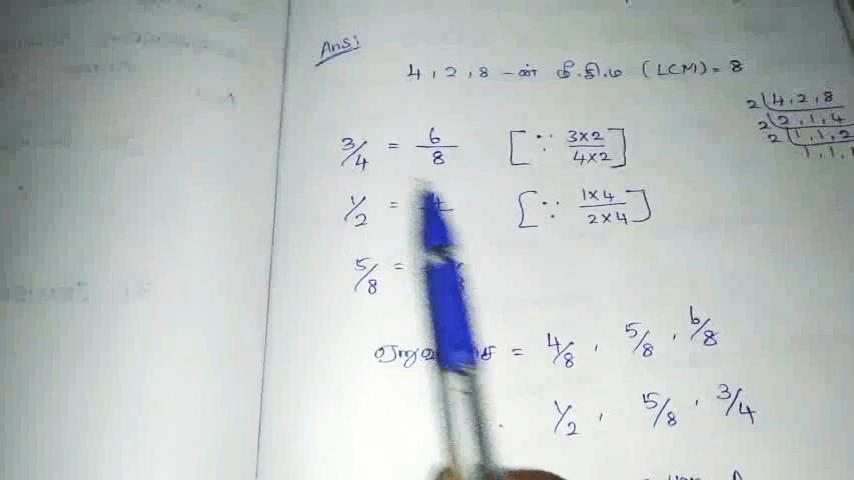 Ans:
4, 2, 8 -ன் மீ.சி.ம (LCM) = 8
2 | 4, 2, 8
2 | 2, 1, 4
2 | 1, 1, 2
1, 1, 1
3/4 = 6/8 [∵ 3×2/4×2]
1/2 = 4 [∵ 1×4/2×4]
5/8 =
= 4/8, 5/8, 6/8
1/2, 5/8, 3/4